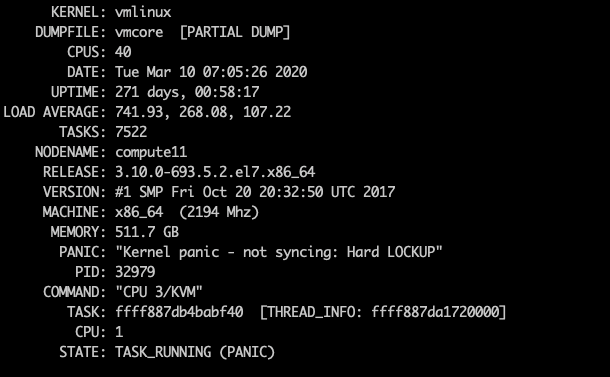 KERNEL: vmlinux
DUMPFILE: vmcore  [PARTIAL DUMP]
CPUS: 40
DATE: Tue Mar 10 07:05:26 2020
UPTIME: 271 days, 00:58:17
LOAD AVERAGE: 741.93, 268.08, 107.22
TASKS: 7522
NODENAME: compute11
RELEASE: 3.10.0-693.5.2.el7.x86_64
VERSION: #1 SMP Fri Oct 20 20:32:50 UTC 2017
MACHINE: x86_64  (2194 Mhz)
MEMORY: 511.7 GB
PANIC: "Kernel panic - not syncing: Hard LOCKUP"
PID: 32979
COMMAND: "CPU 3/KVM"
TASK: ffff887db4babf40  [THREAD_INFO: ffff887da1720000]
CPU: 1
STATE: TASK_RUNNING (PANIC)